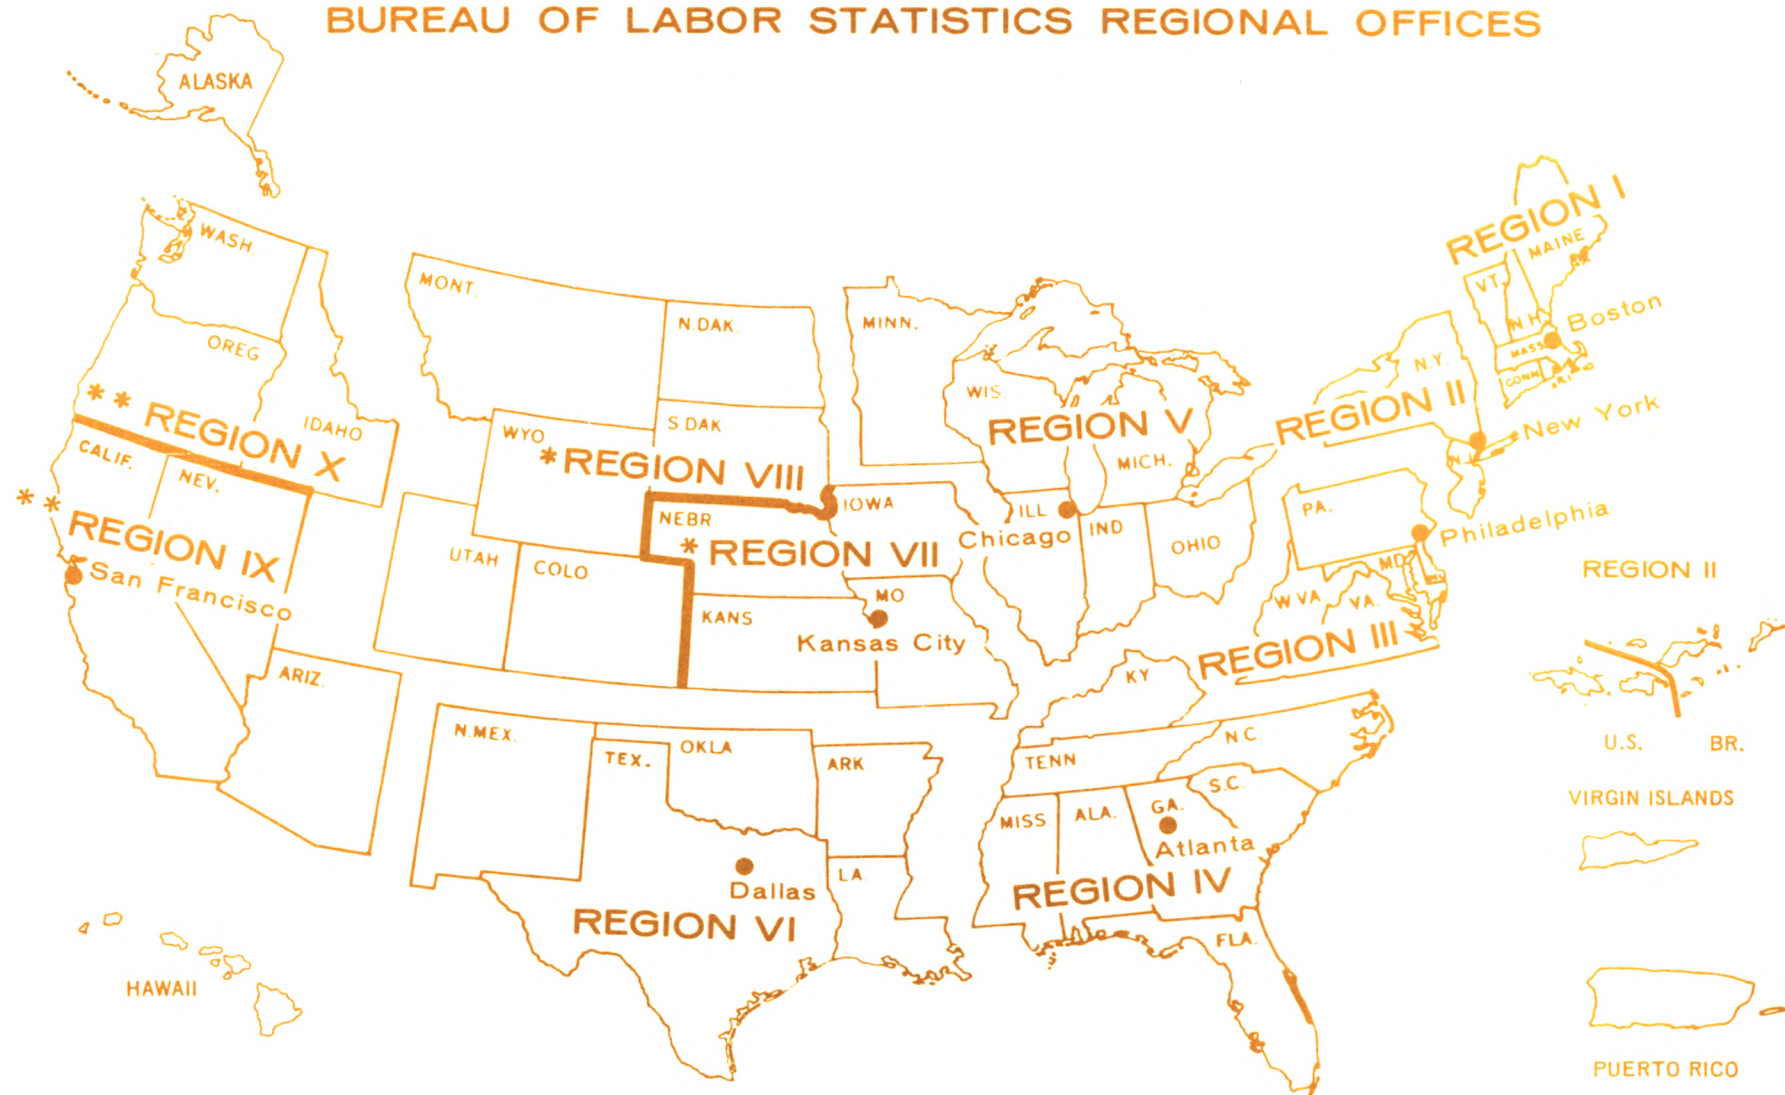 BUREAU OF LABOR STATISTICS REGIONAL OFFICES
ALASKA
WASH.
OREG
* * REGION X
IDAHO
CALIF.
NEV.
* *
REGION IX
San Francisco
UTAH
ARIZ.
HAWAII
MONT.
N.DAK.
S DAK
WYO
* REGION VIII
COLO
NEBR
* REGION VII
IOWA
KANS
MO
Kansas City
N.MEX.
TEX.
OKLA
ARK
LA
Dallas
REGION VI
MINN.
WIS.
REGION V
MICH.
ILL
Chicago
IND
OHIO
KY
TENN
N.C.
S.C.
MISS
ALA.
GA.
Atlanta
REGION IV
FLA.
REGION I
MAINE
VT.
N.H.
MASS
CONN
R.I.
Boston
N.Y.
REGION II
New York
N.J.
PA.
Philadelphia
MD
W VA.
VA.
REGION III
REGION II
U.S. BR.
VIRGIN ISLANDS
PUERTO RICO